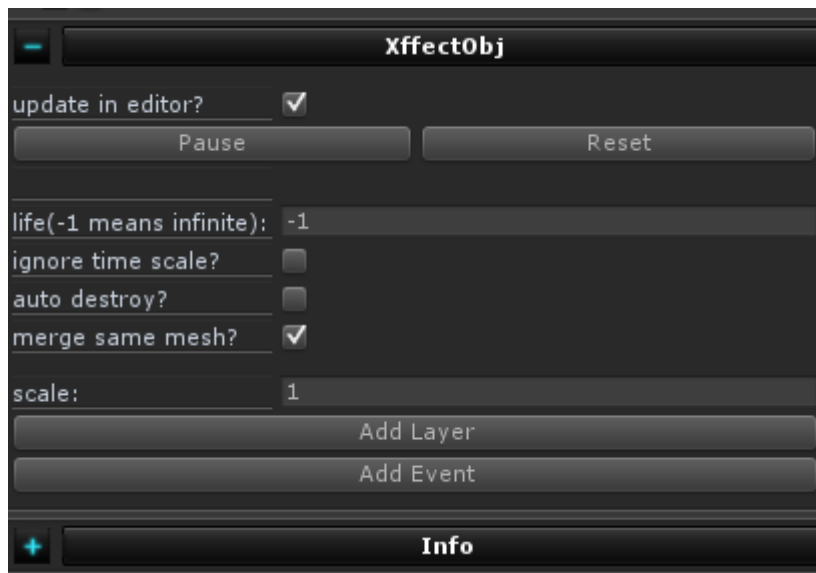 XffectObj
update in editor?
Pause Reset
life(-1 means infinite): -1
ignore time scale?
auto destroy?
merge same mesh?
scale: 1
Add Layer
Add Event
Info